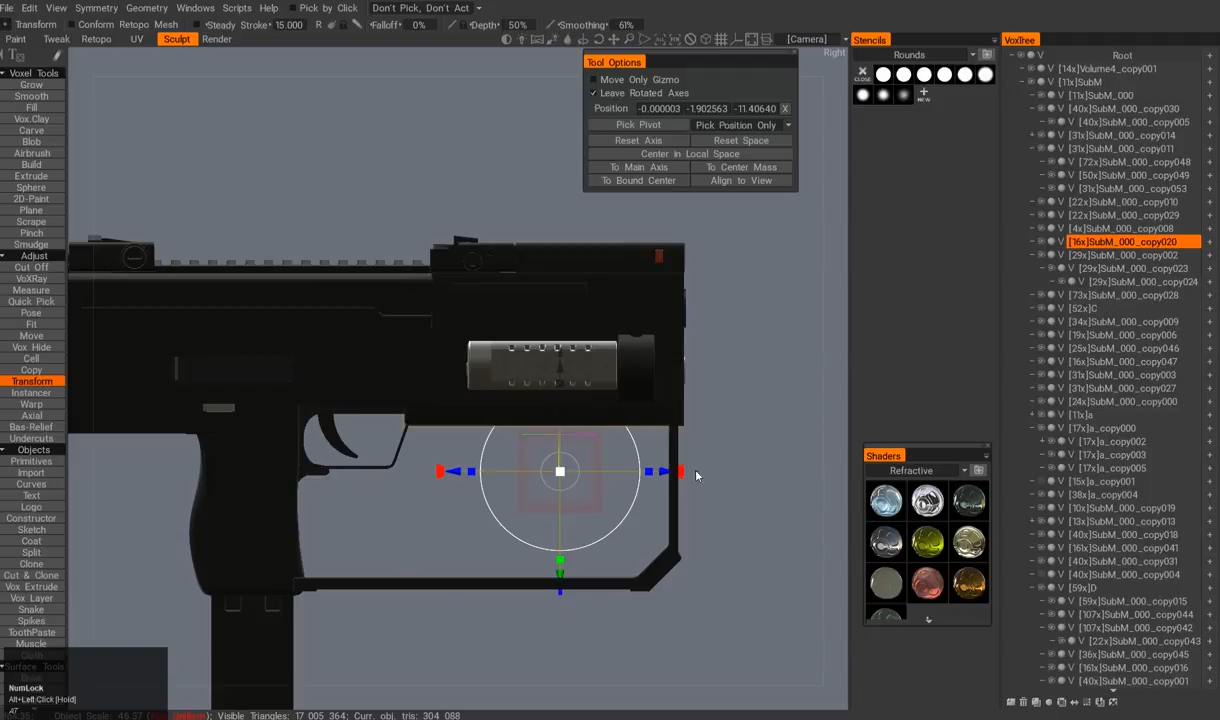 File Edit View Symmetry Geometry Windows Scripts Help Pick by Click Don't Pick, Don't Act
Transform Conform Retopo Mesh Steady Stroke: 15.000 R Falloff: 0% Depth: 50% Smoothing: 61%
Paint Tweak Retopo UV Sculpt Render [Camera] Right
Voxel Tools
Grow
Smooth
Fill
Vox.Clay
Carve
Blob
Airbrush
Build
Extrude
Sphere
2D-Paint
Plane
Scrape
Pinch
Smudge
Adjust
Cut Off
VoXRay
Measure
Quick Pick
Pose
Fit
Move
Vox Hide
Cell
Copy
Transform
Instancer
Warp
Axial
Bas-Relief
Undercuts
Objects
Primitives
Import
Curves
Text
Logo
Constructor
Sketch
Coat
Split
Clone
Cut & Clone
Vox Extrude
Vox Layer
Snake
Spikes
ToothPaste
Muscle
Surface Tools
NumLock
Alt+Left Click [Hold]
Object Scale: 46.37 Visible Triangles: 17 005 364; Curr. obj. tris: 304 088
Tool Options
Move Only Gizmo
Leave Rotated Axes
Position -0.000003 -1.902563 -11.40640 X
Pick Pivot Pick Position Only
Reset Axis Reset Space
Center in Local Space
To Main Axis To Center Mass
To Bound Center Align to View
Stencils
Rounds
CLOSE
NEW
Shaders
Refractive
VoxTree
V Root
V [14x]Volume4_copy001
V [11x]SubM
V [11x]SubM_000
V [40x]SubM_000_copy030
V [40x]SubM_000_copy005
V [31x]SubM_000_copy014
V [31x]SubM_000_copy011
V [72x]SubM_000_copy048
V [50x]SubM_000_copy049
V [31x]SubM_000_copy053
V [22x]SubM_000_copy010
V [22x]SubM_000_copy029
V [4x]SubM_000_copy008
V [16x]SubM_000_copy020
V [29x]SubM_000_copy002
V [29x]SubM_000_copy023
V [29x]SubM_000_copy024
V [73x]SubM_000_copy028
V [52x]C
V [34x]SubM_000_copy009
V [19x]SubM_000_copy006
V [25x]SubM_000_copy046
V [16x]SubM_000_copy047
V [31x]SubM_000_copy003
V [31x]SubM_000_copy027
V [24x]SubM_000_copy000
V [11x]a
V [17x]a_copy000
V [17x]a_copy002
V [17x]a_copy003
V [17x]a_copy005
V [15x]a_copy001
V [38x]a_copy004
V [10x]SubM_000_copy019
V [13x]SubM_000_copy013
V [40x]SubM_000_copy018
V [16x]SubM_000_copy041
V [40x]SubM_000_copy031
V [40x]SubM_000_copy004
V [59x]D
V [59x]SubM_000_copy015
V [107x]SubM_000_copy044
V [107x]SubM_000_copy042
V [22x]SubM_000_copy043
V [36x]SubM_000_copy045
V [161x]SubM_000_copy016
V [40x]SubM_000_copy001